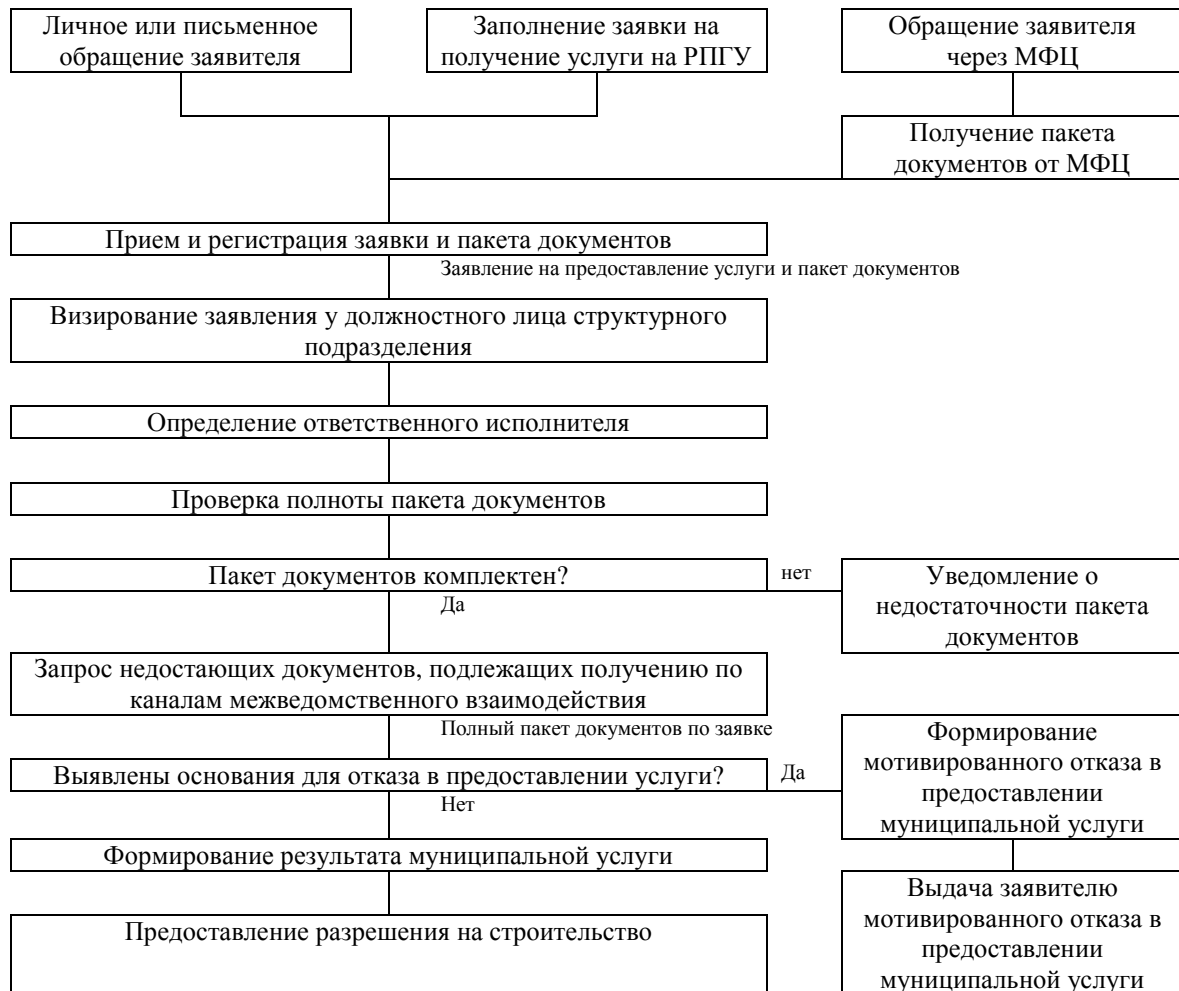 Личное или письменное
обращение заявителя
Заполнение заявки на
получение услуги на РПГУ
Обращение заявителя
через МФЦ
Получение пакета
документов от МФЦ
Прием и регистрация заявки и пакета документов
Заявление на предоставление услуги и пакет документов
Визирование заявления у должностного лица структурного
подразделения
Определение ответственного исполнителя
Проверка полноты пакета документов
Пакет документов комплектен?
нет
Уведомление о
недостаточности пакета
документов
Да
Запрос недостающих документов, подлежащих получению по
каналам межведомственного взаимодействия
Полный пакет документов по заявке
Выявлены основания для отказа в предоставлении услуги?
Да
Формирование
мотивированного отказа в
предоставлении
муниципальной услуги
Нет
Формирование результата муниципальной услуги
Предоставление разрешения на строительство
Выдача заявителю
мотивированного отказа в
предоставлении
муниципальной услуги